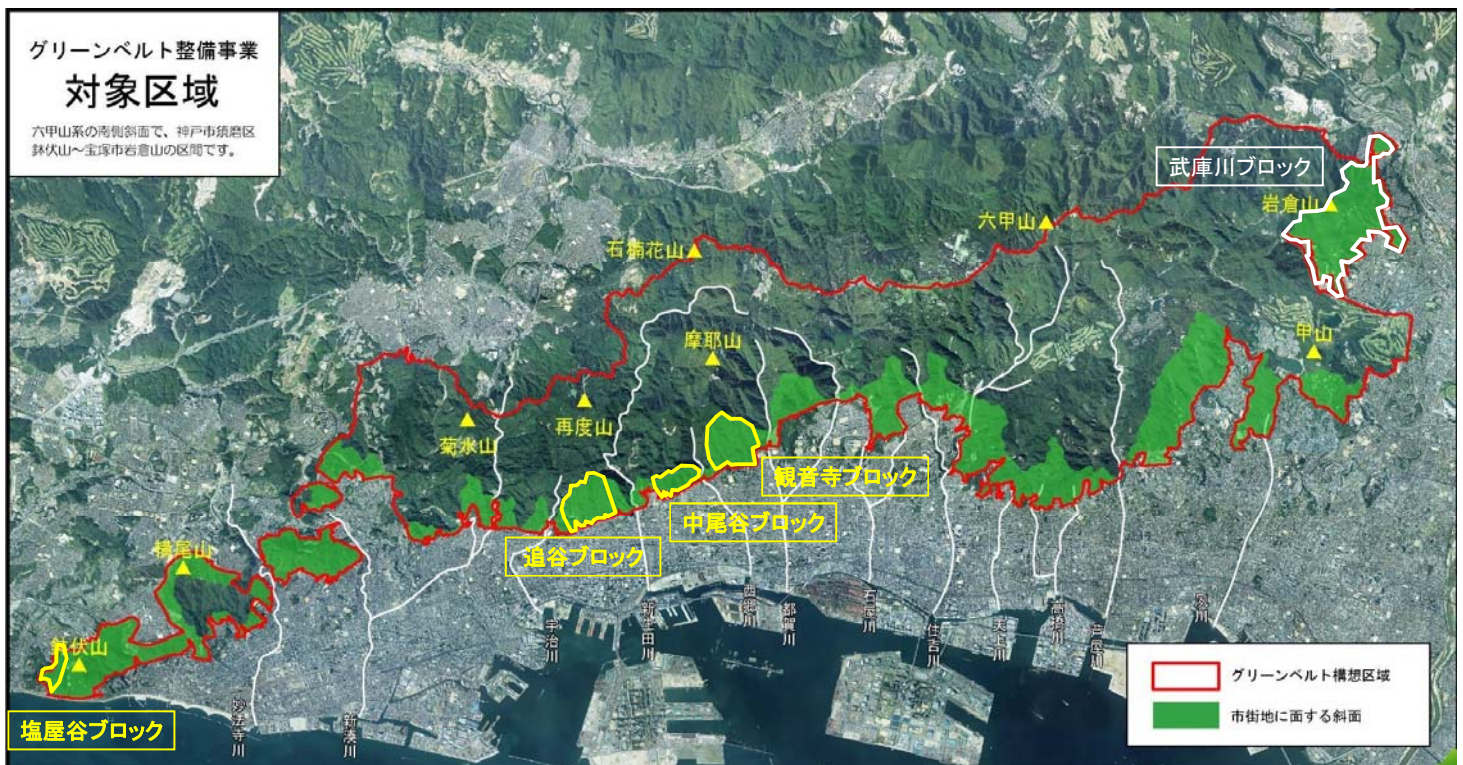 グリーンベルト整備事業
対象区域
六甲山系の南側斜面で、神戸市須磨区
鉢伏山～宝塚市岩倉山の区間です。
武庫川ブロック
岩倉山
六甲山
石楠花山
摩耶山
甲山
再度山
菊水山
観音寺ブロック
中尾谷ブロック
追谷ブロック
横尾山
鉢伏山
塩屋谷ブロック
妙法寺川
新湊川
宇治川
新生田川
西郷川
都賀川
石屋川
住吉川
天上川
高橋川
芦屋川
夙川
グリーンベルト構想区域
市街地に面する斜面